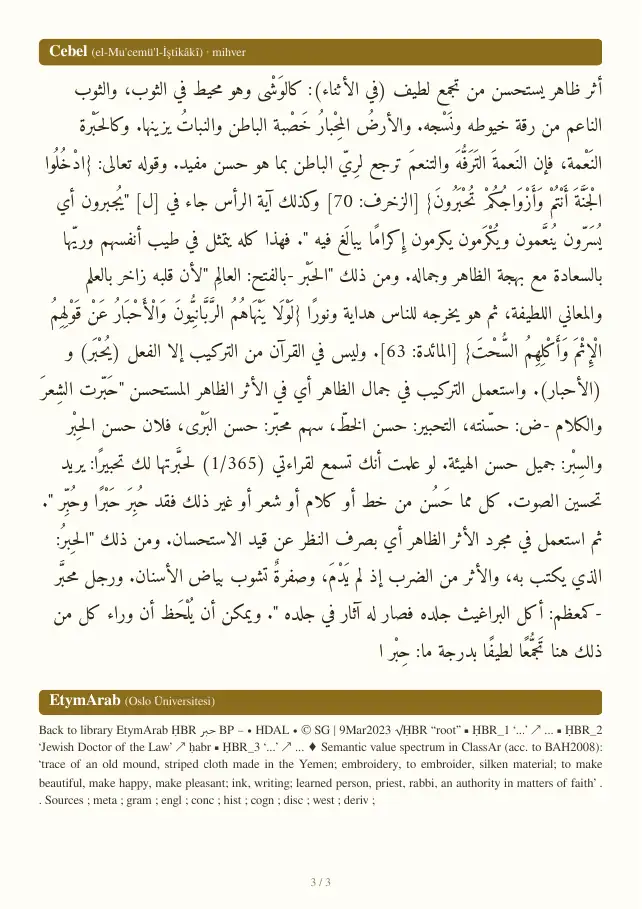 Cebel (el-Mu'cemü'l-İştikâkî) · mihver
أثر ظاهر يستحسن من تجمع لطيف (في الأثناء): كالوَشْى وهو محيط في الثوب، والثوب
الناعم من رقة خيوطه ونَسْجه. والأرضُ المِحْبارُ خَصْبة الباطن والنباتُ يزينها. وكالحَبْرة
النَعْمة، فإن النَعمةَ التَرَفُّهَ والتنعمَ ترجع لرِيّ الباطن بما هو حسن مفيد. وقوله تعالى: {ادْخُلُوا
الْجَنَّةَ أَنْتُمْ وَأَزْوَاجُكُمْ تُحْبَرُونَ} [الزخرف: 70] وكذلك آية الرأس جاء في [ل] "يُحبرون أي
يُسَرّون يُنَعَّمون ويُكْرَمون يكرمون إكرامًا يبالَغ فيه ". فهذا كله يتمثل في طيب أنفسهم وريّها
بالسعادة مع بهجة الظاهر وجماله. ومن ذلك "الحَبْر -بالفتح: العالِم "لأن قلبه زاخر بالعلم
والمعاني اللطيفة، ثم هو يخرجه للناس هداية ونورًا {لَوْلَا يَنْهَاهُمُ الرَّبَّانِيُّونَ وَالْأَحْبَارُ عَنْ قَوْلِهِمُ
الْإِثْمَ وَأَكْلِهِمُ السُّحْتَ} [المائدة: 63]. وليس في القرآن من التركيب إلا الفعل (يُحْبَر) و
(الأحبار). واستعمل التركيب في جمال الظاهر أي في الأثر الظاهر المستحسن "حَبّرت الشِعرَ
والكلام -ض: حسّنته، التحبير: حسن الخطّ، سهم محبّر: حسن البَرْى، فلان حسن الحِبْر
والسِبْر: جميل حسن الهيئة. لو علمت أنك تسمع لقراءتي (1/365) لحبَّرتها لك تحبيرًا: يريد
تحسين الصوت. كل مما حَسُن من خط أو كلام أو شعر أو غير ذلك فقد حُبِرَ حَبْرًا وحُبِّر ".
ثم استعمل في مجرد الأثر الظاهر أي بصرف النظر عن قيد الاستحسان. ومن ذلك "الحِبرُ:
الذي يكتب به، والأثر من الضرب إذ لم يَدْمَ، وصفرةٌ تشوب بياض الأسنان. ورجل محبَّر
-كمعظم: أكل البراغيث جلده فصار له آثار في جلده ". ويمكن أن يُلْحَظ أن وراء كل من
ذلك هنا تَجَمُّعًا لطيفًا بدرجة ما: حِبْر ا
EtymArab (Oslo Üniversitesi)
Back to library EtymArab ḤBR حبر BP – • HDAL • © SG | 9Mar2023 √ḤBR “root” ▪ ḤBR_1 ‘...’ ↗ ... ▪ ḤBR_2
‘Jewish Doctor of the Law’ ↗ ḥabr ▪ ḤBR_3 ‘...’ ↗ ... ♦ Semantic value spectrum in ClassAr (acc. to BAH2008):
‘trace of an old mound, striped cloth made in the Yemen; embroidery, to embroider, silken material; to make
beautiful, make happy, make pleasant; ink, writing; learned person, priest, rabbi, an authority in matters of faith’ .
. Sources ; meta ; gram ; engl ; conc ; hist ; cogn ; disc ; west ; deriv ;
3 / 3